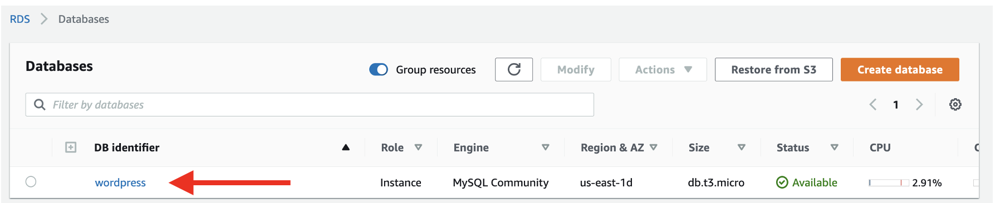 RDS > Databases
Databases
Group resources
Modify
Actions
Restore from S3
Create database
Filter by databases
1
DB identifier Role Engine Region & AZ Size Status CPU
wordpress Instance MySQL Community us-east-1d db.t3.micro Available 2.91%